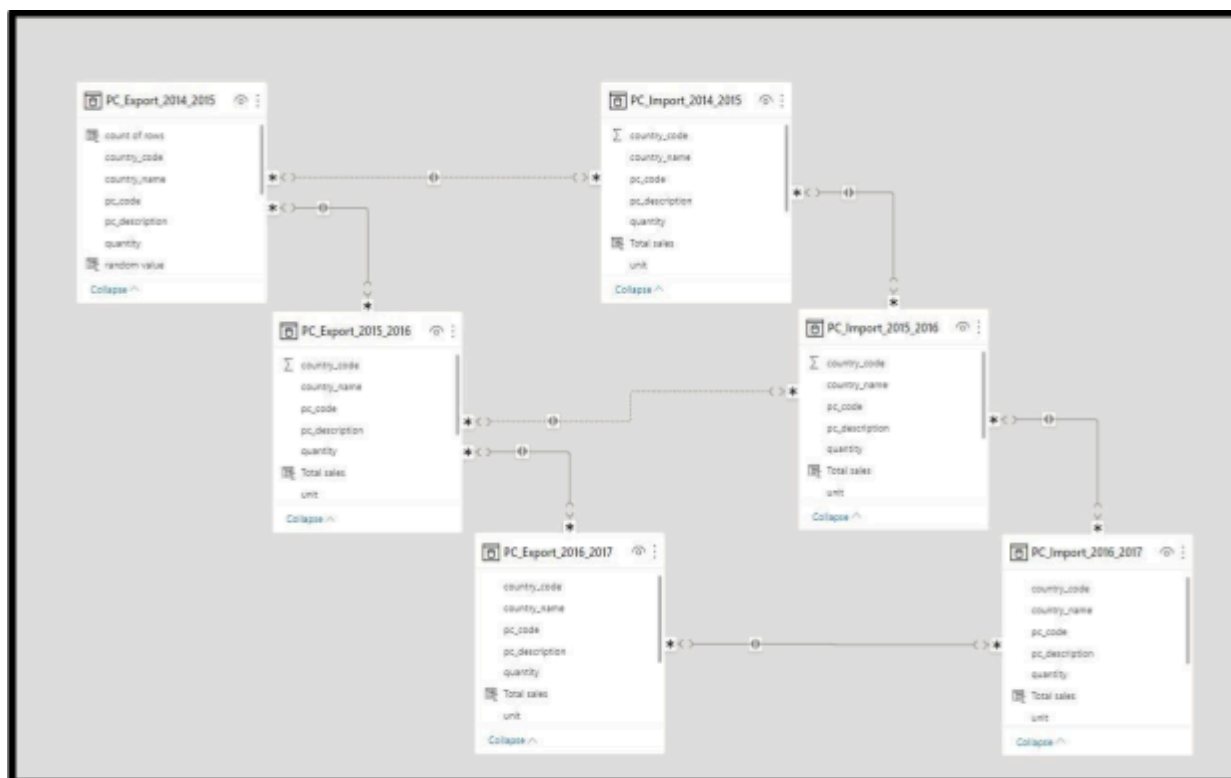 PC_Export_2014_2015
count of rows
country_code
country_name
pc_code
pc_description
quantity
random value
Collapse
PC_Import_2014_2015
country_code
country_name
pc_code
pc_description
quantity
Total sales
unit
Collapse
PC_Export_2015_2016
country_code
country_name
pc_code
pc_description
quantity
Total sales
unit
Collapse
PC_Import_2015_2016
country_code
country_name
pc_code
pc_description
quantity
Total sales
unit
Collapse
PC_Export_2016_2017
country_code
country_name
pc_code
pc_description
quantity
Total sales
unit
Collapse
PC_Import_2016_2017
country_code
country_name
pc_code
pc_description
quantity
Total sales
unit
Collapse